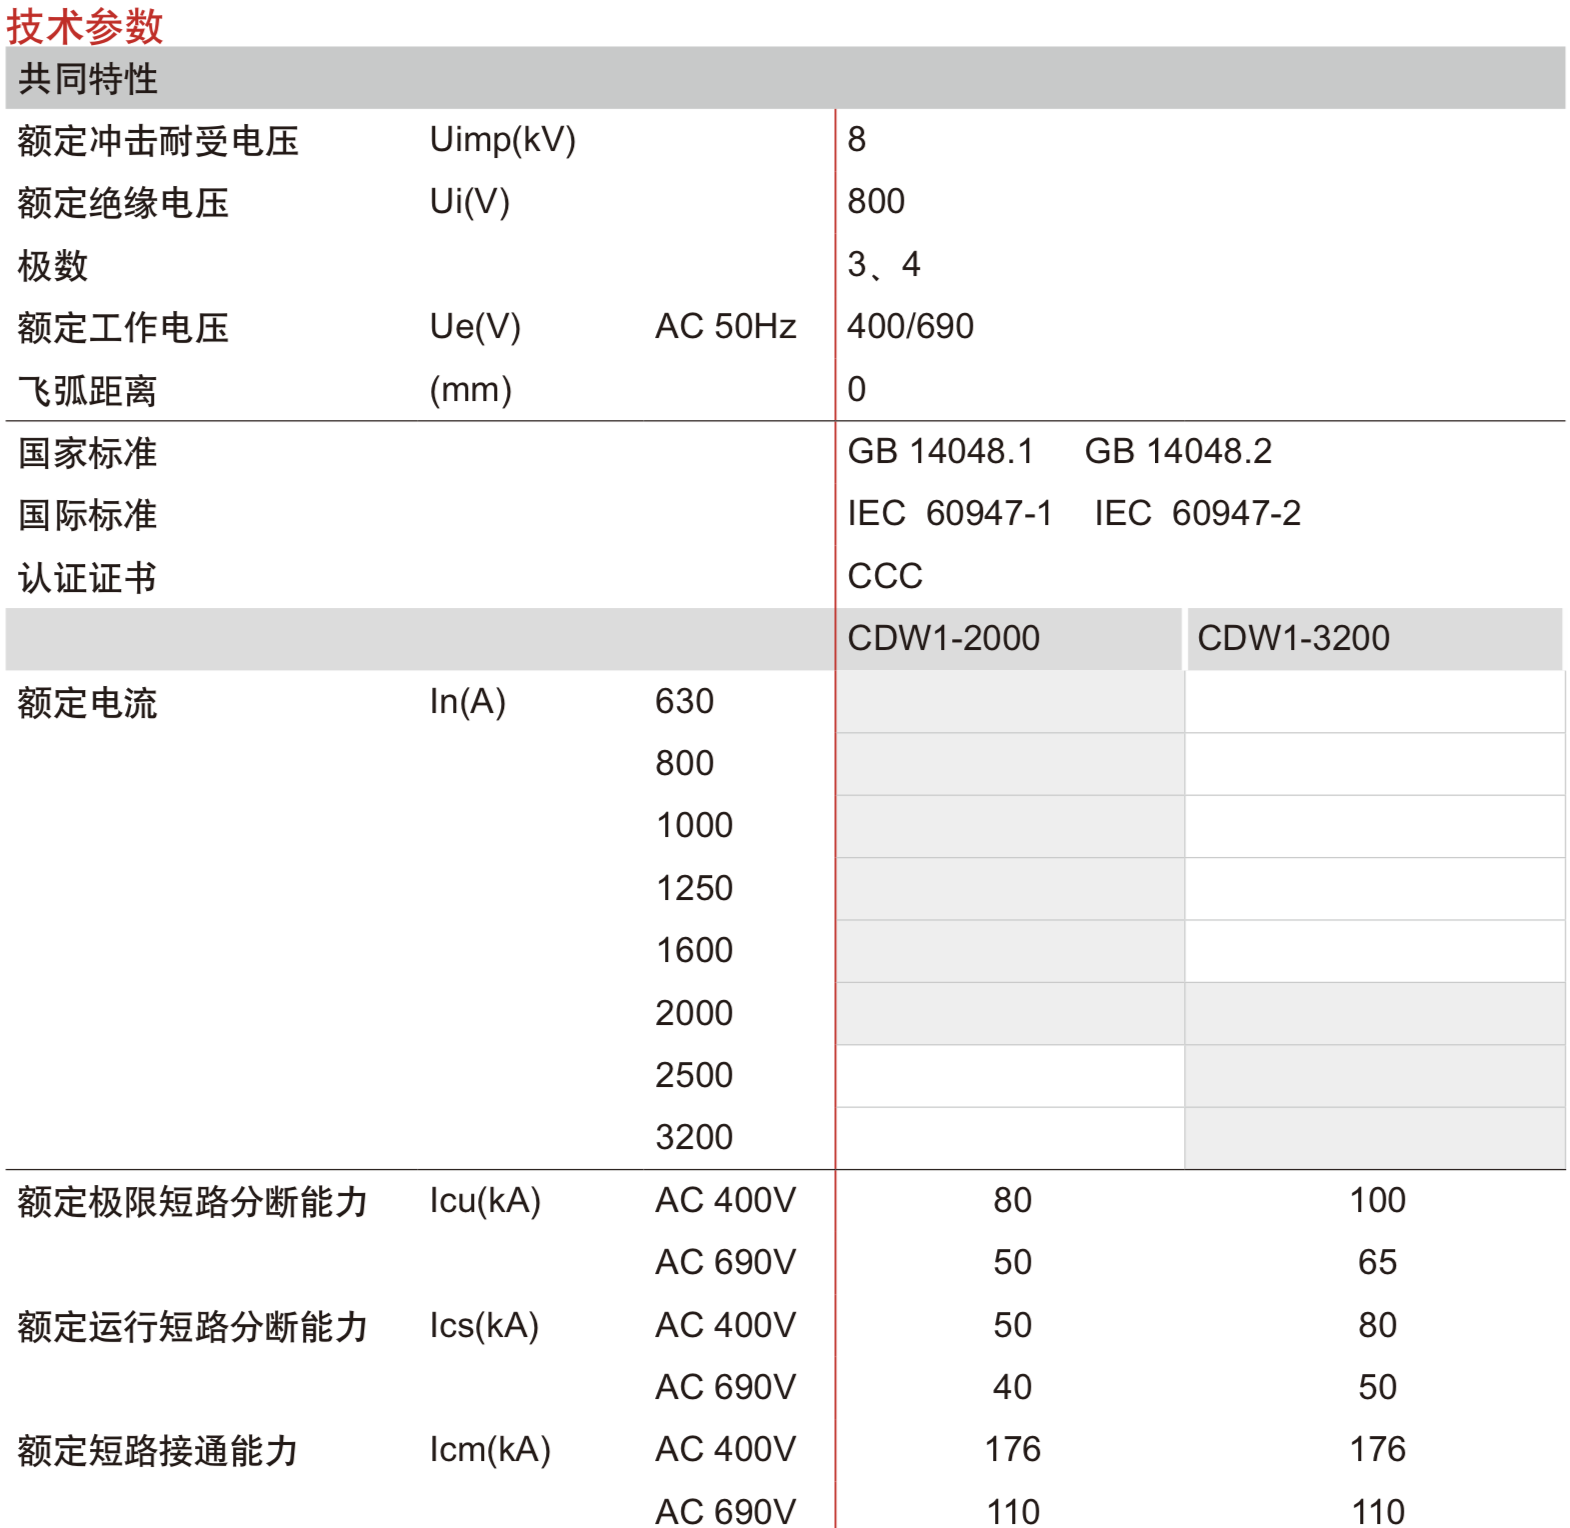 技术参数
共同特性
额定冲击耐受电压 Uimp(kV) 8
额定绝缘电压 Ui(V) 800
极数 3、4
额定工作电压 Ue(V) AC 50Hz 400/690
飞弧距离 (mm) 0
国家标准 GB 14048.1 GB 14048.2
国际标准 IEC 60947-1 IEC 60947-2
认证证书 CCC
CDW1-2000 CDW1-3200
额定电流 In(A) 630
800
1000
1250
1600
2000
2500
3200
额定极限短路分断能力 Icu(kA) AC 400V 80 100
AC 690V 50 65
额定运行短路分断能力 Ics(kA) AC 400V 50 80
AC 690V 40 50
额定短路接通能力 Icm(kA) AC 400V 176 176
AC 690V 110 110